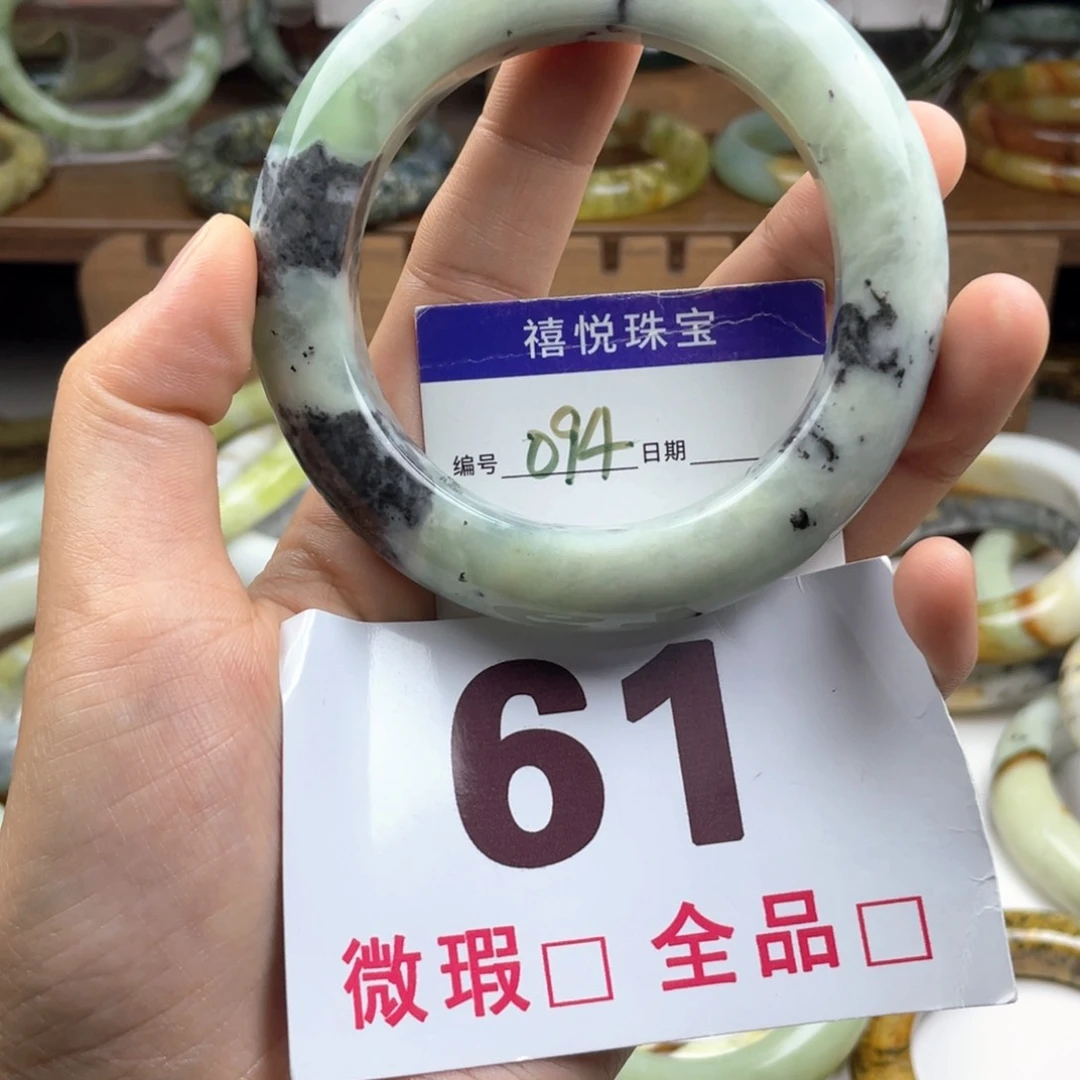 禧悦珠宝
编号 094 日期
61
微瑕□ 全品□